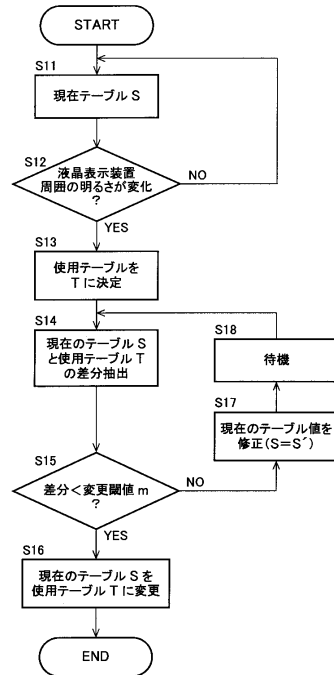 START
S11
現在テーブル S
S12
液晶表示装置
周囲の明るさが変化
?
NO
YES
S13
使用テーブルを
T に決定
S14
現在のテーブル S
と使用テーブル T
の差分抽出
S18
待機
S17
現在のテーブル値を
修正(S=S´)
S15
差分<変更閾値 m
?
NO
YES
S16
現在のテーブル S を
使用テーブル T に変更
END